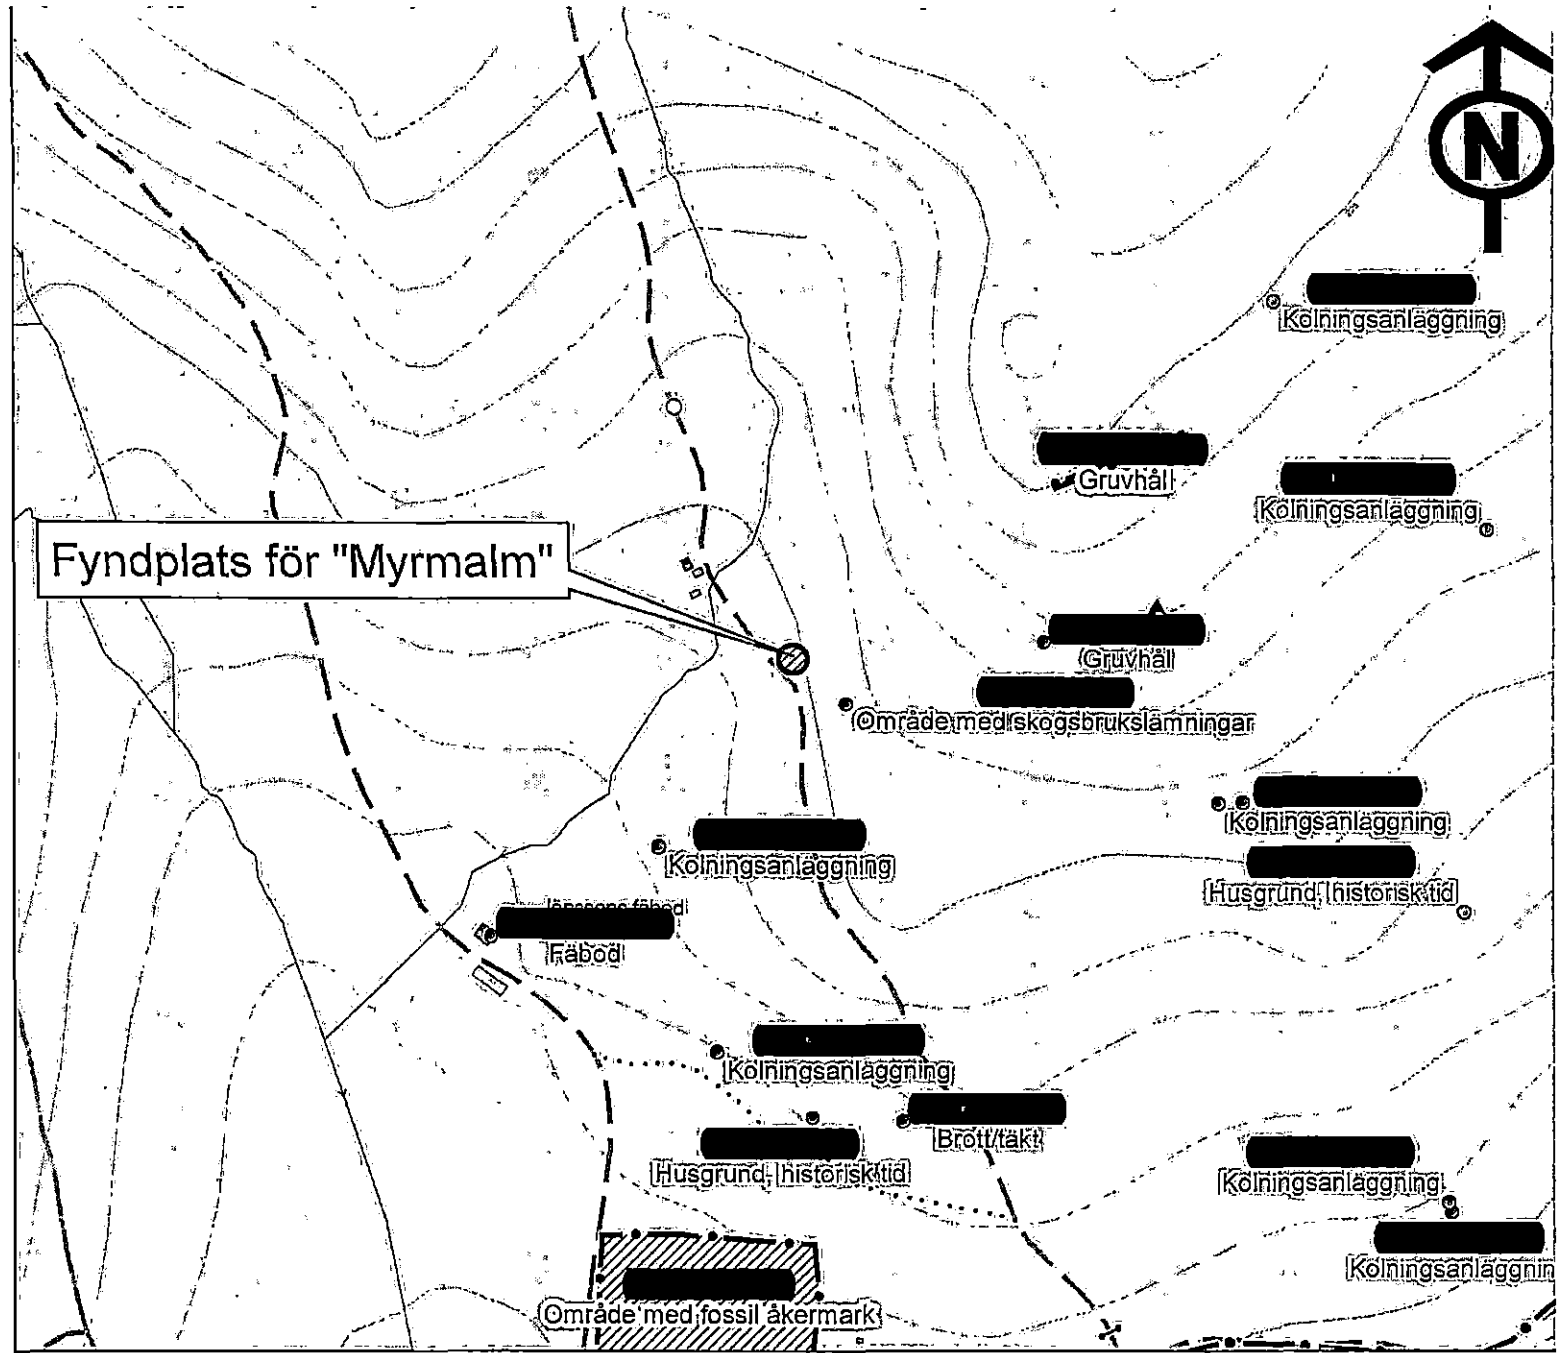 N
Kolningsanläggning
Gruvhål
Kolningsanläggning
Fyndplats för "Myrmalm"
Gruvhål
Område med skogsbrukslämningar
Kolningsanläggning
Kolningsanläggning
Husgrund, historisk tid
Fäbod
Kolningsanläggning
Brott/täkt
Husgrund, historisk tid
Kolningsanläggning
Kolningsanläggnin
Område med fossil åkermark